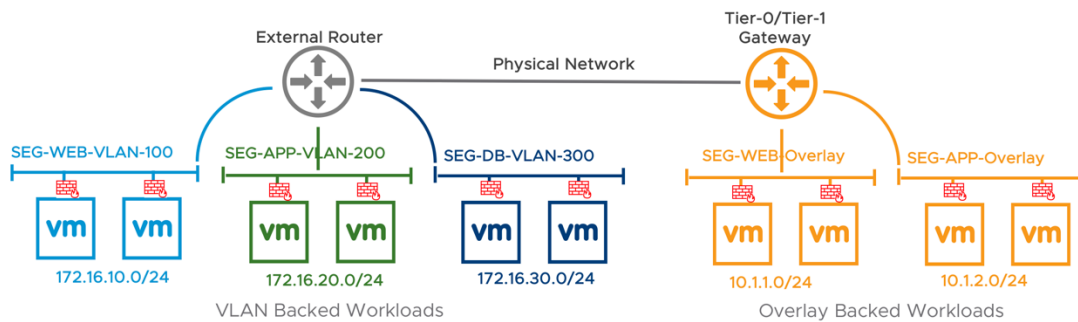 External Router
Physical Network
Tier-0/Tier-1
Gateway
SEG-WEB-VLAN-100
SEG-APP-VLAN-200
SEG-DB-VLAN-300
SEG-WEB-Overlay
SEG-APP-Overlay
vm
vm
vm
vm
vm
vm
vm
vm
vm
vm
172.16.10.0/24
172.16.20.0/24
172.16.30.0/24
10.1.1.0/24
10.1.2.0/24
VLAN Backed Workloads
Overlay Backed Workloads